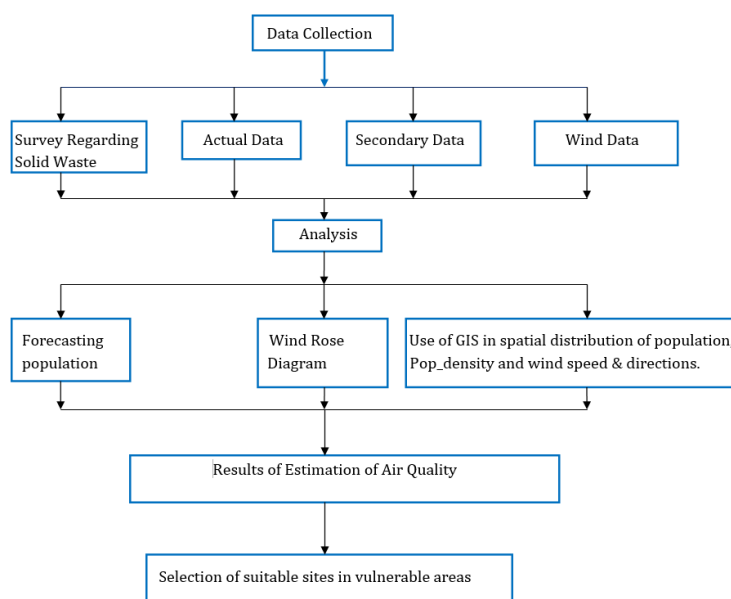 Data Collection
Survey Regarding
Solid Waste
Actual Data
Secondary Data
Wind Data
Analysis
Forecasting
population
Wind Rose
Diagram
Use of GIS in spatial distribution of population,
Pop_density and wind speed & directions.
Results of Estimation of Air Quality
Selection of suitable sites in vulnerable areas